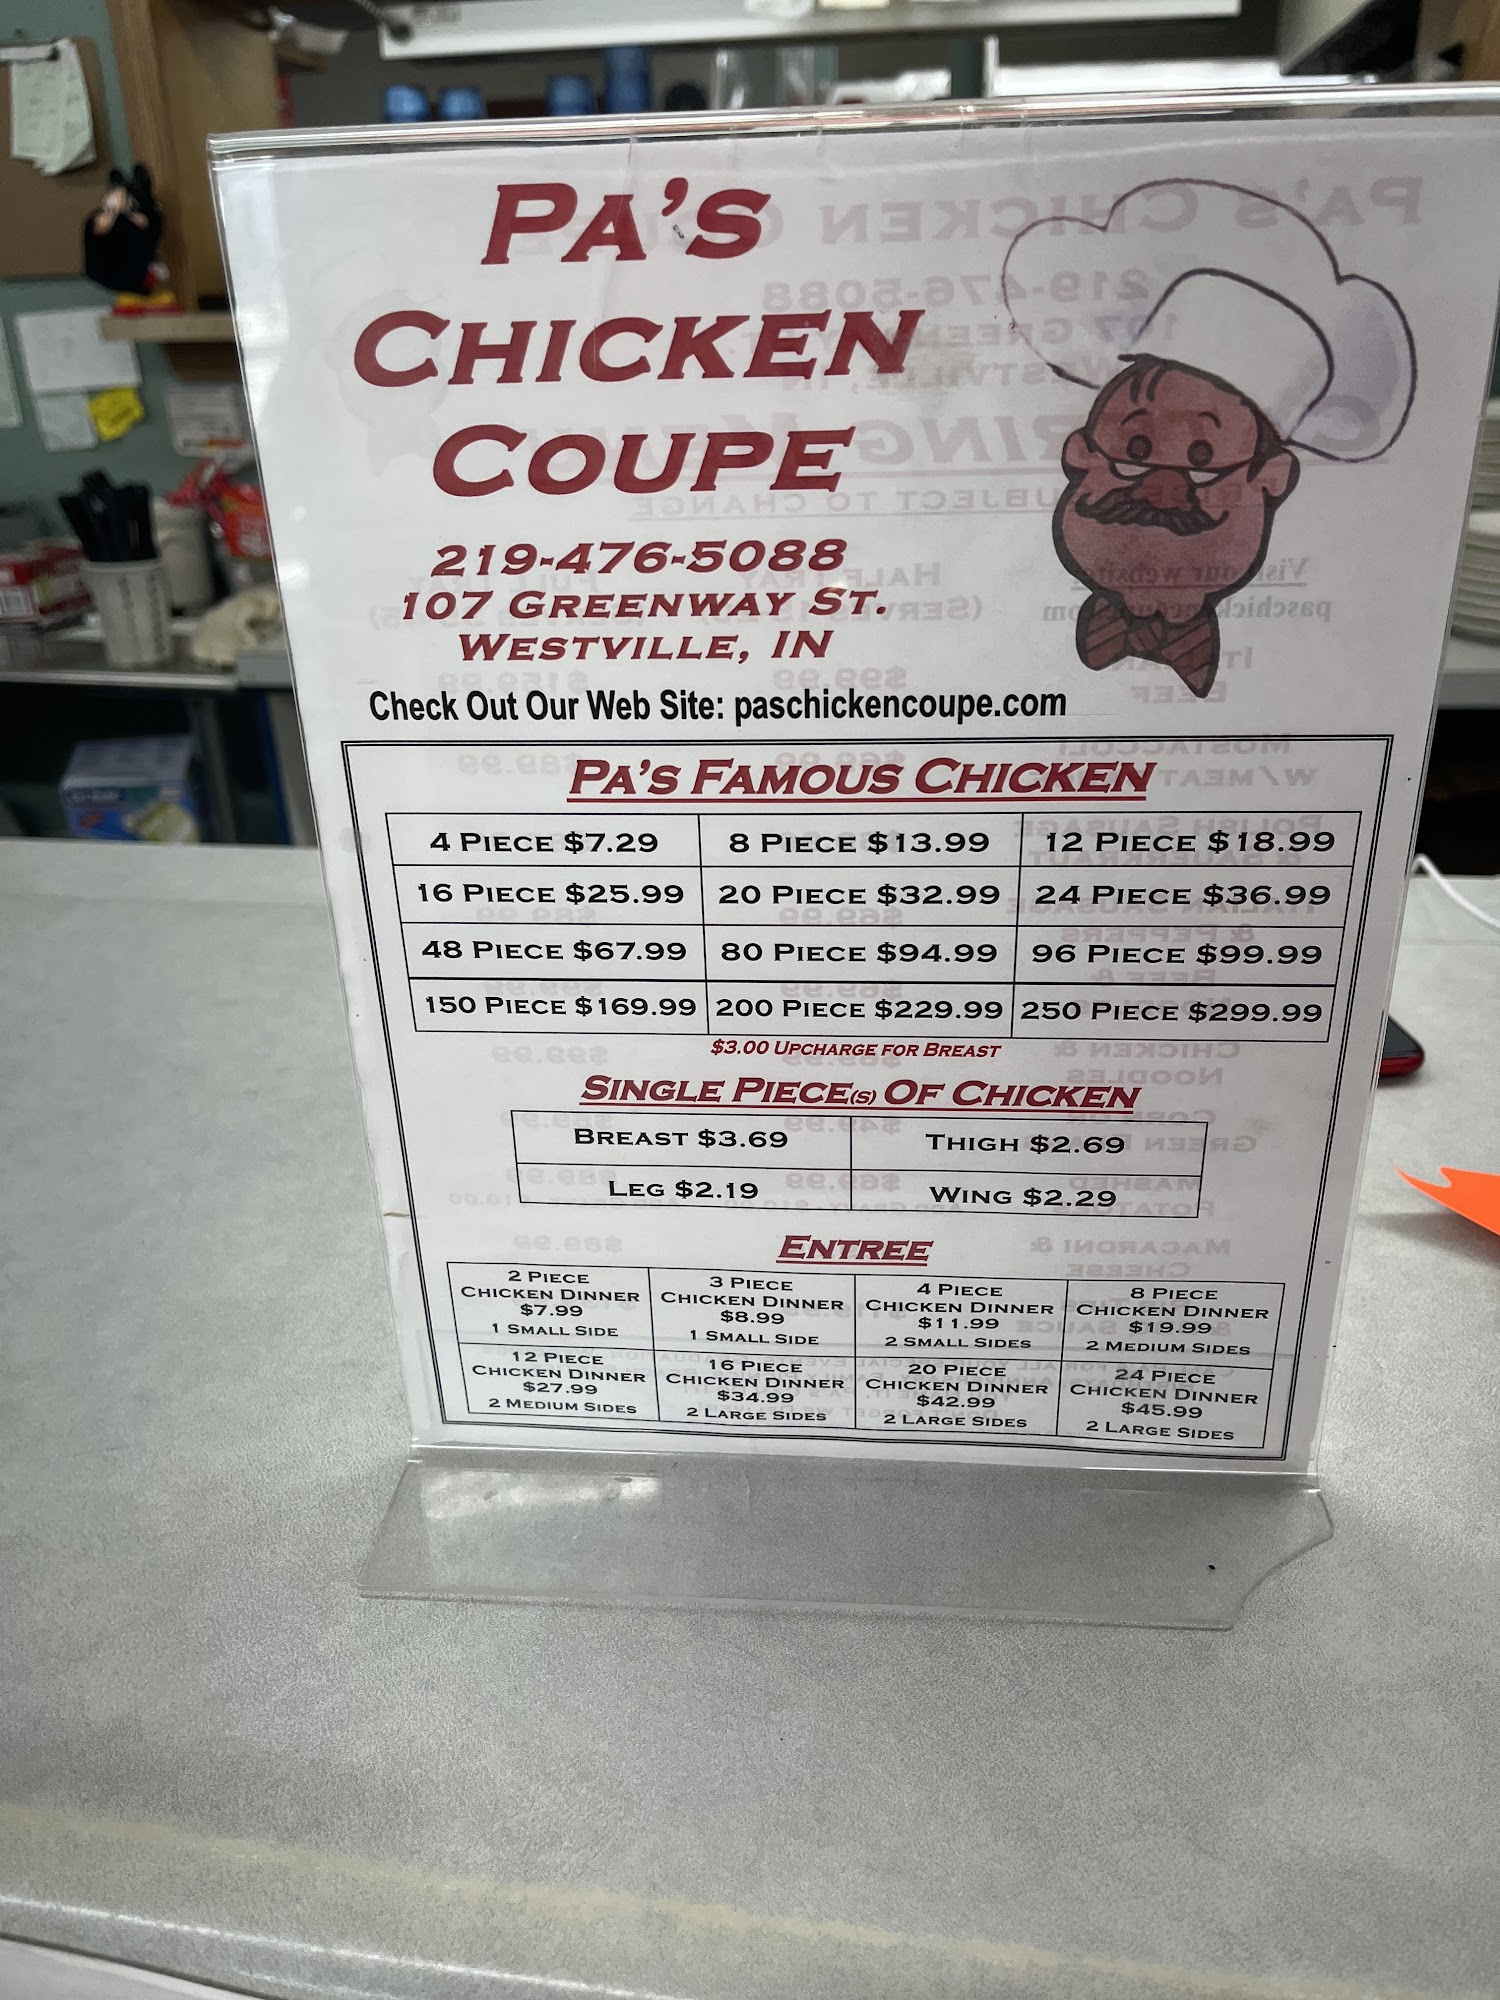 PA'S
CHICKEN
COUPE
219-476-5088
107 GREENWAY ST.
WESTVILLE, IN
Check Out Our Web Site: paschickencoupe.com
PA'S FAMOUS CHICKEN
4 PIECE $7.29 8 PIECE $13.99 12 PIECE $18.99
16 PIECE $25.99 20 PIECE $32.99 24 PIECE $36.99
48 PIECE $67.99 80 PIECE $94.99 96 PIECE $99.99
150 PIECE $169.99 200 PIECE $229.99 250 PIECE $299.99
$3.00 UPCHARGE FOR BREAST
SINGLE PIECE(S) OF CHICKEN
BREAST $3.69 THIGH $2.69
LEG $2.19 WING $2.29
ENTREE
2 PIECE
CHICKEN DINNER
$7.99
1 SMALL SIDE
3 PIECE
CHICKEN DINNER
$8.99
1 SMALL SIDE
4 PIECE
CHICKEN DINNER
$11.99
2 SMALL SIDES
8 PIECE
CHICKEN DINNER
$19.99
2 MEDIUM SIDES
12 PIECE
CHICKEN DINNER
$27.99
2 MEDIUM SIDES
16 PIECE
CHICKEN DINNER
$34.99
2 LARGE SIDES
20 PIECE
CHICKEN DINNER
$42.99
2 LARGE SIDES
24 PIECE
CHICKEN DINNER
$45.99
2 LARGE SIDES